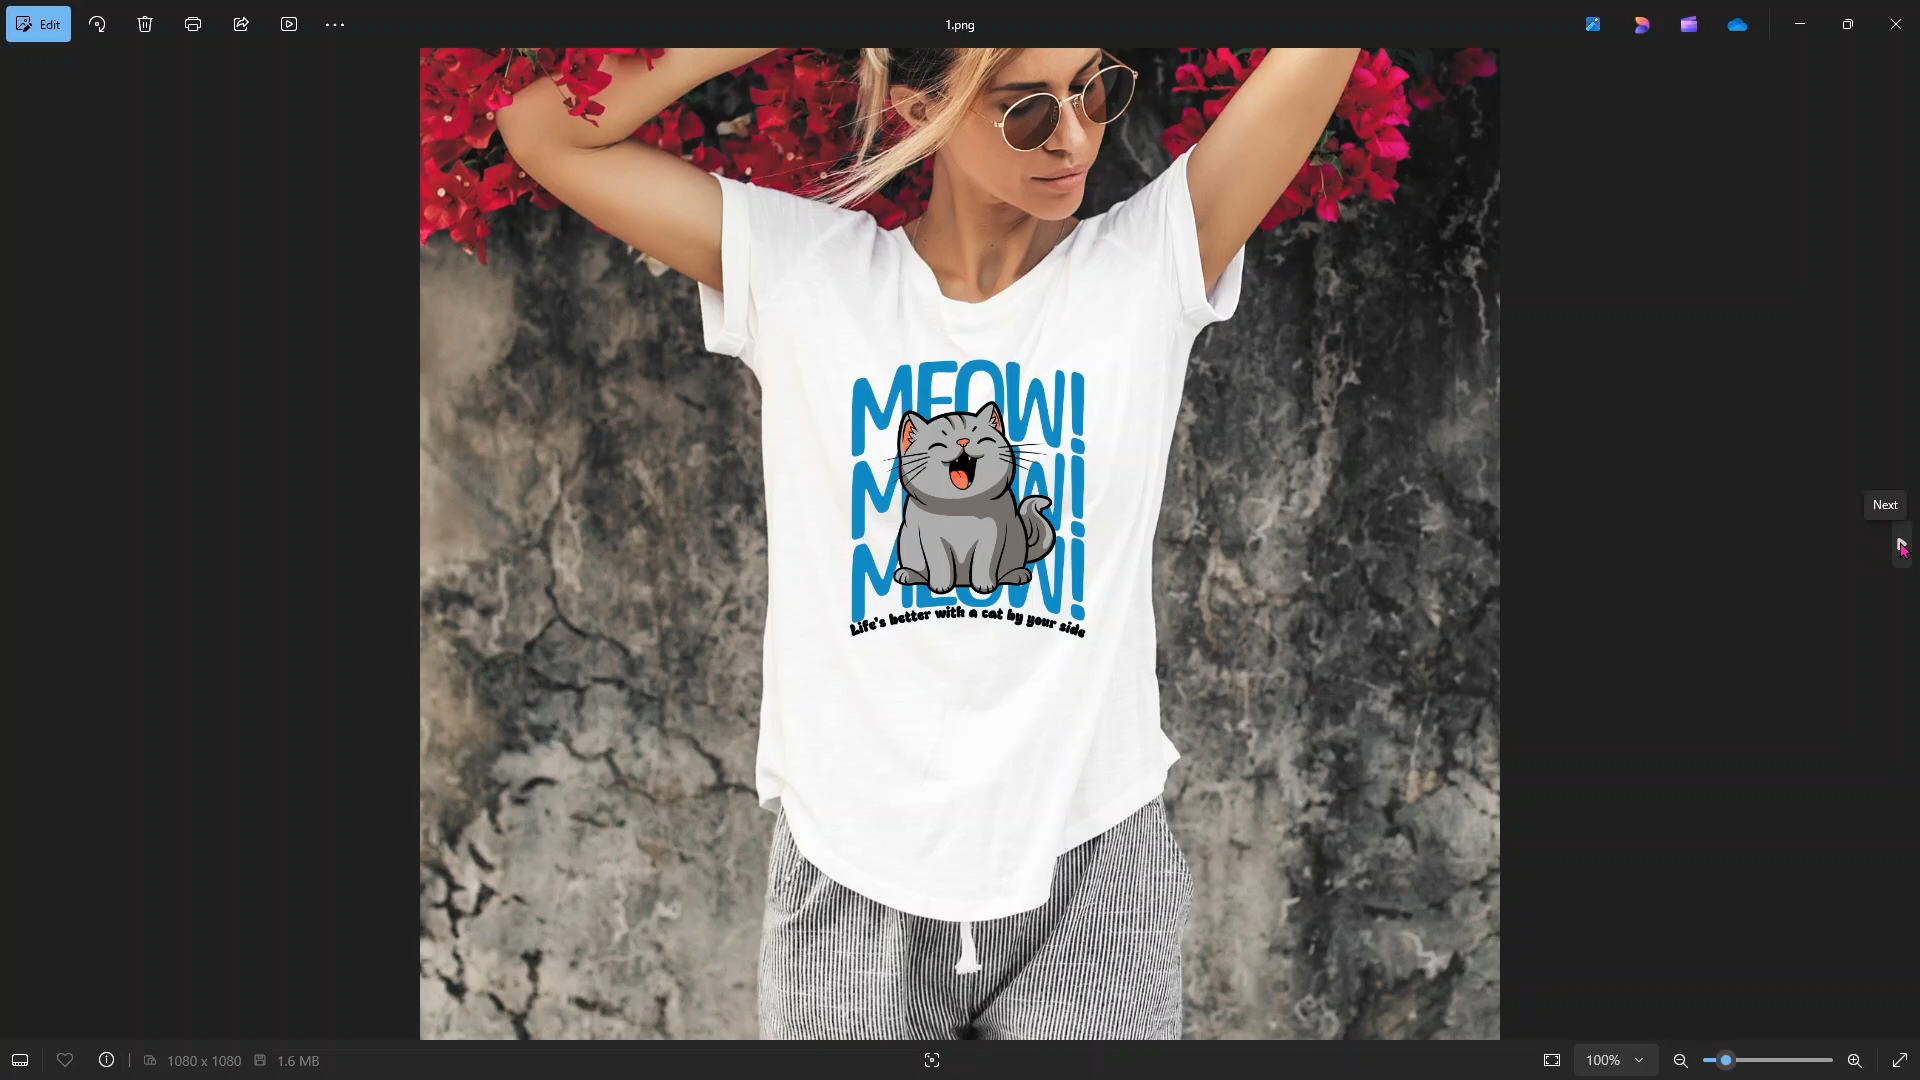 Edit
1.png
MEOW!
MEOW!
MEOW!
Life's better with a cat by your side
Next
1080 x 1080
1.6 MB
100%